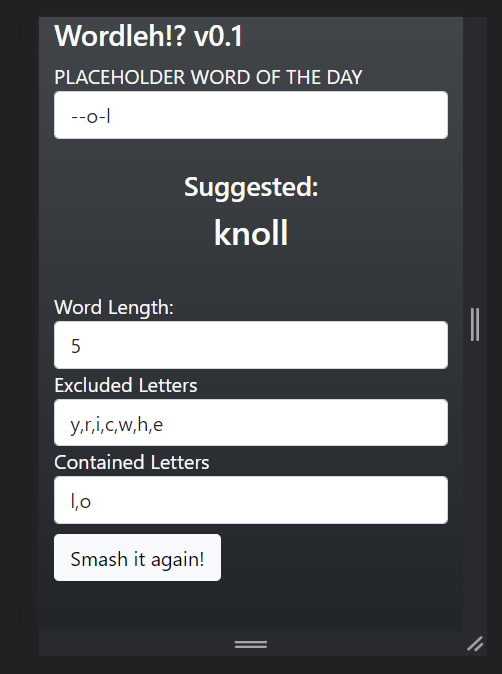 Wordleh!? v0.1
PLACEHOLDER WORD OF THE DAY
--o-l
Suggested:
knoll
Word Length:
5
Excluded Letters
y,r,i,c,w,h,e
Contained Letters
l,o
Smash it again!